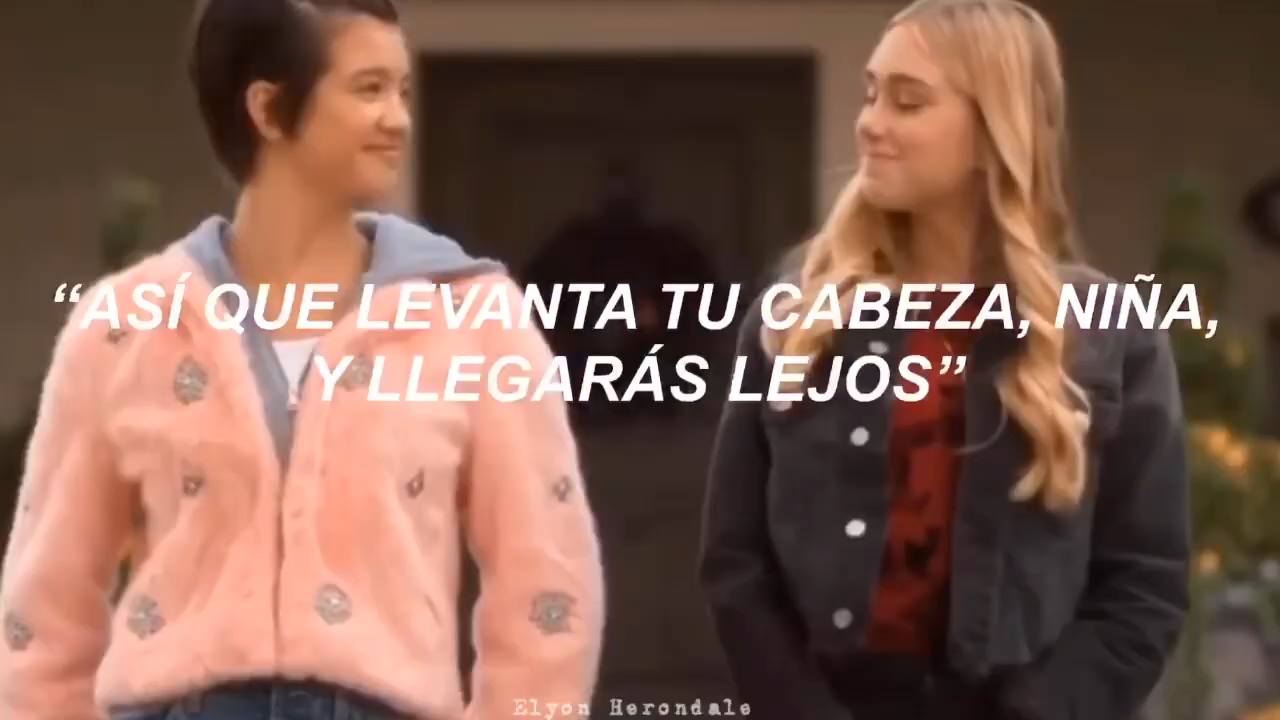 “ASÍ QUE LEVANTA TU CABEZA, NIÑA,
Y LLEGARÁS LEJOS”
Elyon Herondale